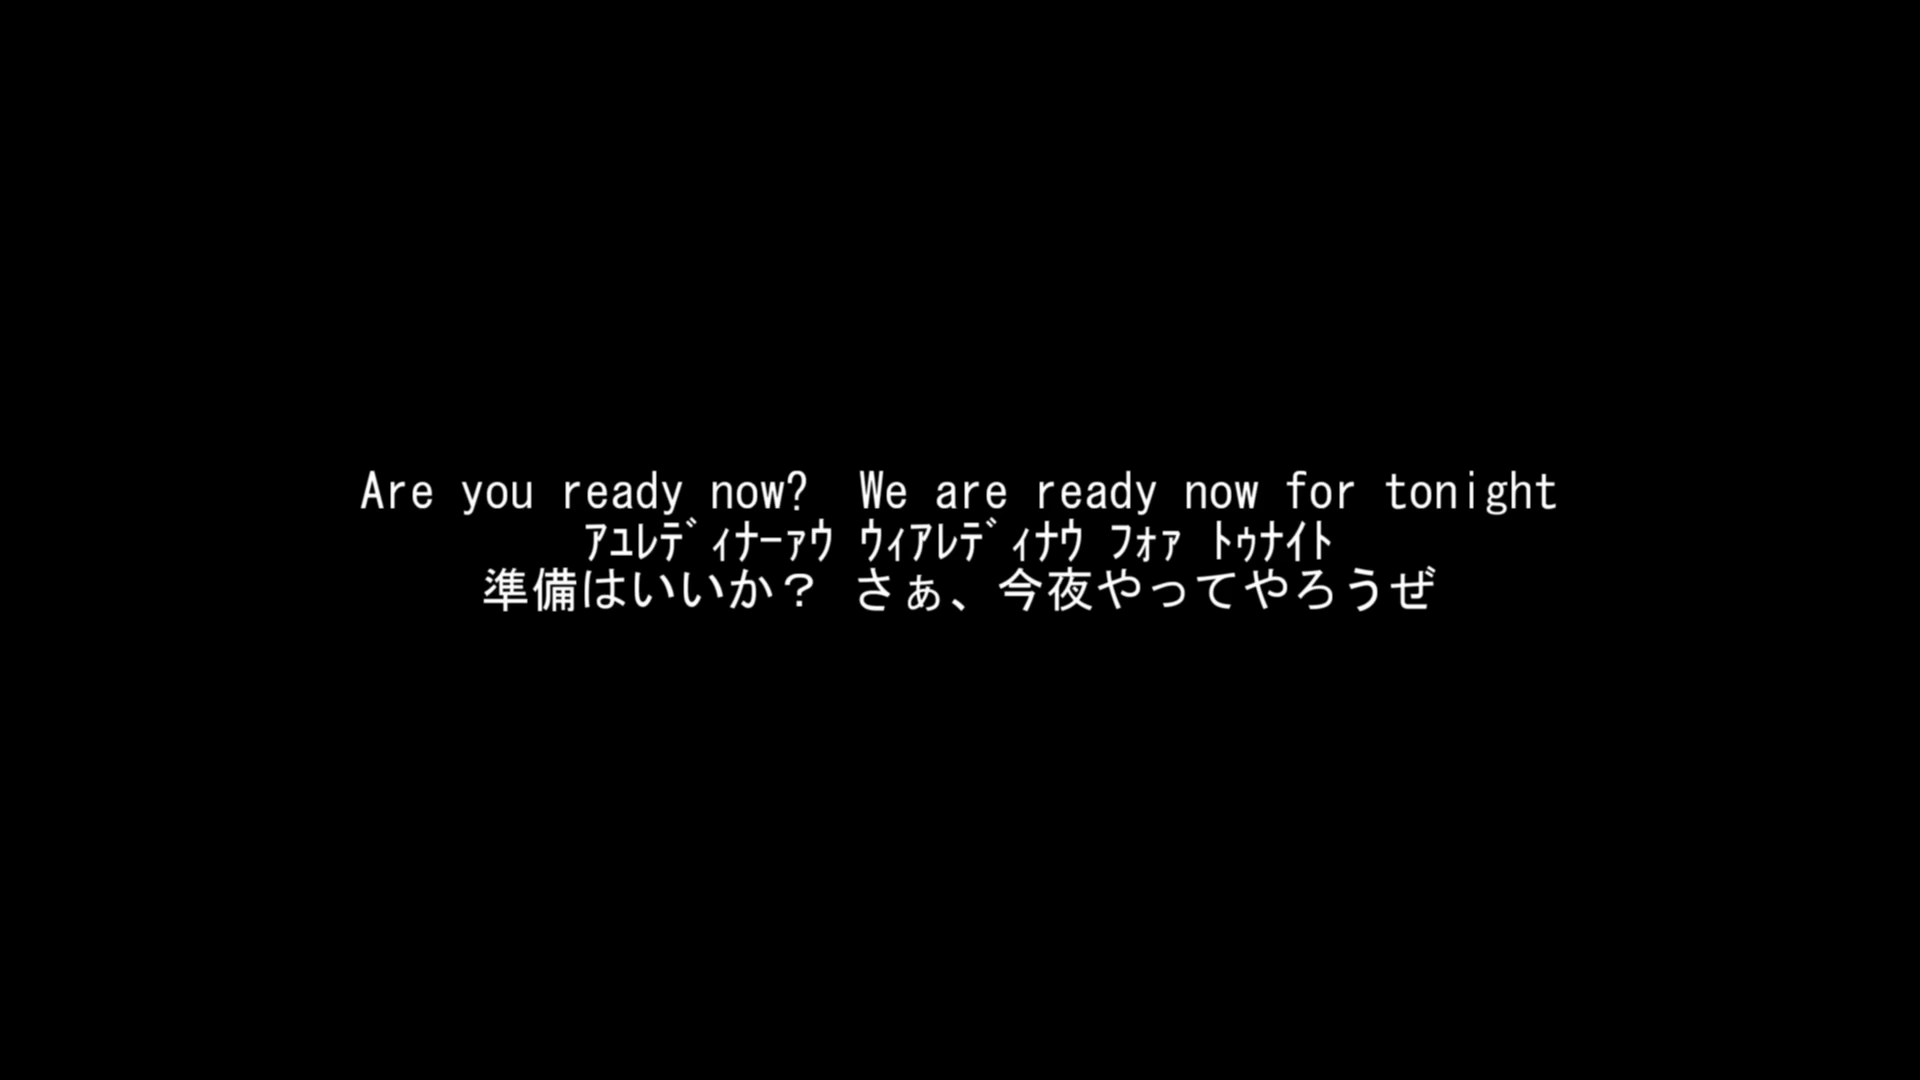 Are you ready now?  We are ready now for tonight
ｱﾕﾚﾃﾞｨﾅｰｧｳ ｳｨｱﾚﾃﾞｨﾅｳ ﾌｫｧ ﾄｩﾅｲﾄ
準備はいいか？ さぁ、今夜やってやろうぜ